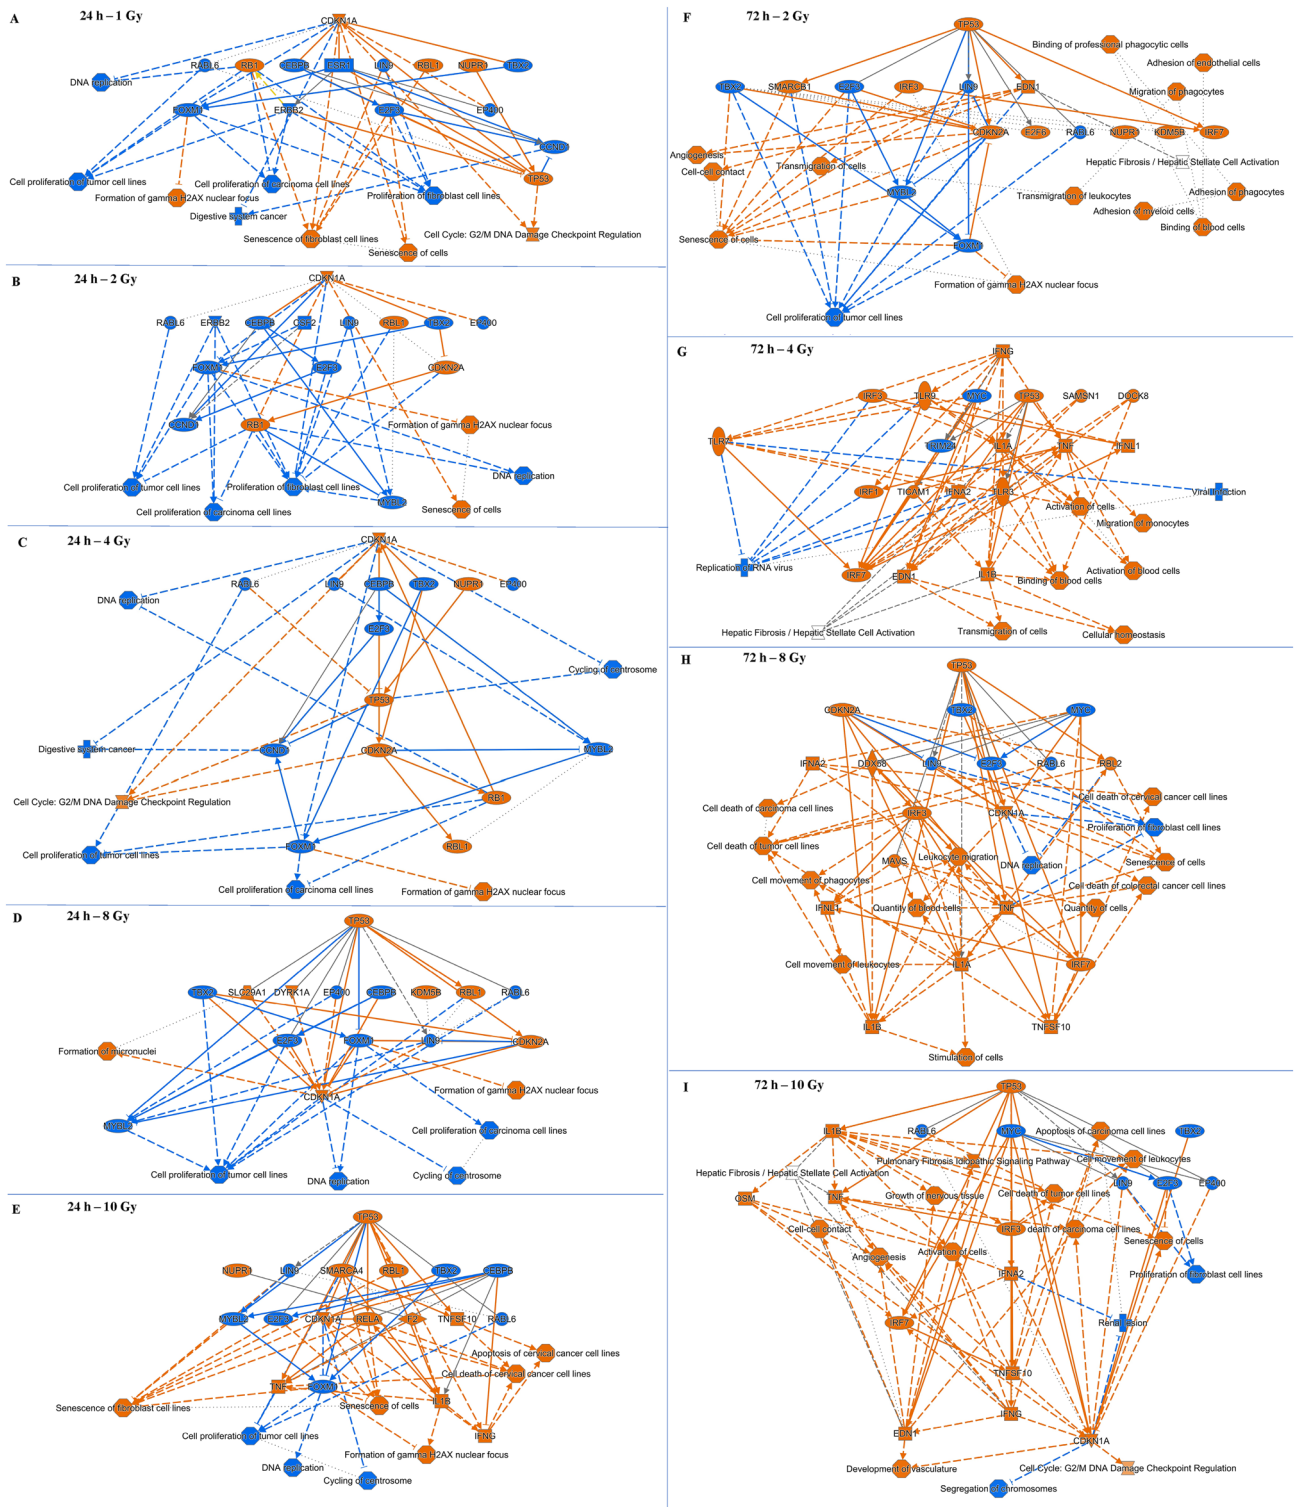 A
24 h – 1 Gy
CDKN1A
RABL6
RB1
CEBPB
ESR1
LIN9
RBL1
NUPR1
TBX2
DNA replication
FOXM1
ERBB2
E2F3
EP400
CCND1
Cell proliferation of tumor cell lines
Cell proliferation of carcinoma cell lines
TP53
Formation of gamma H2AX nuclear focus
Proliferation of fibroblast cell lines
Digestive system cancer
Senescence of fibroblast cell lines
Cell Cycle: G2/M DNA Damage Checkpoint Regulation
Senescence of cells
B
24 h – 2 Gy
CDKN1A
RABL6
ERBB2
CEBPB
CSF2
LIN9
RBL1
TBX2
EP400
FOXM1
E2F3
CDKN2A
CCND1
RB1
Formation of gamma H2AX nuclear focus
DNA replication
Cell proliferation of tumor cell lines
Proliferation of fibroblast cell lines
MYBL2
Cell proliferation of carcinoma cell lines
Senescence of cells
C
24 h – 4 Gy
CDKN1A
RABL6
LIN9
CEBPB
TBX2
NUPR1
EP400
DNA replication
E2F3
Cycling of centrosome
TP53
Digestive system cancer
CCND1
CDKN2A
MYBL2
Cell Cycle: G2/M DNA Damage Checkpoint Regulation
RB1
Cell proliferation of tumor cell lines
FOXM1
RBL1
Cell proliferation of carcinoma cell lines
Formation of gamma H2AX nuclear focus
D
24 h – 8 Gy
TP53
TBX2
SLC29A1
DYRK1A
EP400
CEBPB
KDM5B
RBL1
RABL6
Formation of micronuclei
E2F3
FOXM1
LIN9
CDKN2A
CDKN1A
Formation of gamma H2AX nuclear focus
MYBL2
Cell proliferation of carcinoma cell lines
Cell proliferation of tumor cell lines
DNA replication
Cycling of centrosome
E
24 h – 10 Gy
TP53
NUPR1
LIN9
SMARCA4
RBL1
TBX2
CEBPB
MYBL2
E2F3
CDKN1A
RELA
F2
TNFSF10
RABL6
Apoptosis of cervical cancer cell lines
Cell death of cervical cancer cell lines
TNF
FOXM1
Senescence of fibroblast cell lines
Senescence of cells
IL1B
Cell proliferation of tumor cell lines
IFNG
Formation of gamma H2AX nuclear focus
DNA replication
Cycling of centrosome
F
72 h – 2 Gy
TP53
Binding of professional phagocytic cells
Adhesion of endothelial cells
TBX2
SMARCB1
E2F3
IRF3
LIN9
EDN1
Migration of phagocytes
CDKN2A
E2F6
RABL6
NUPR1
KDM5B
IRF7
Angiogenesis
Transmigration of cells
Hepatic Fibrosis / Hepatic Stellate Cell Activation
Cell-cell contact
MYBL2
Transmigration of leukocytes
Adhesion of phagocytes
Adhesion of myeloid cells
Senescence of cells
FOXM1
Binding of blood cells
Formation of gamma H2AX nuclear focus
Cell proliferation of tumor cell lines
G
72 h – 4 Gy
IFNG
IRF3
TLR9
MYC
TP53
SAMSN1
DOCK8
TLR7
TRIM24
IL1A
TNF
IFNL1
IRF1
TICAM1
IFNA2
TLR3
Viral Infection
Activation of cells
Migration of monocytes
Replication of RNA virus
IRF7
EDN1
IL1B
Binding of blood cells
Activation of blood cells
Hepatic Fibrosis / Hepatic Stellate Cell Activation
Transmigration of cells
Cellular homeostasis
H
72 h – 8 Gy
TP53
CDKN2A
TBX2
MYC
IFNA2
DDX58
LIN9
E2F3
RABL6
RBL2
Cell death of cervical cancer cell lines
Cell death of carcinoma cell lines
IRF3
CDKN1A
Proliferation of fibroblast cell lines
Cell death of tumor cell lines
MAVS
Leukocyte migration
DNA replication
Senescence of cells
Cell movement of phagocytes
Cell death of colorectal cancer cell lines
IFNL1
Quantity of blood cells
TNF
Quantity of cells
Cell movement of leukocytes
IL1A
IRF7
IL1B
TNFSF10
Stimulation of cells
I
72 h – 10 Gy
TP53
IL1B
RABL6
MYC
Apoptosis of carcinoma cell lines
TBX2
Pulmonary Fibrosis Idiopathic Signaling Pathway
Cell movement of leukocytes
Hepatic Fibrosis / Hepatic Stellate Cell Activation
LIN9
E2F3
EP400
OSM
TNF
Growth of nervous tissue
Cell death of tumor cell lines
Cell-cell contact
IRF3
death of carcinoma cell lines
Senescence of cells
Angiogenesis
Activation of cells
IFNA2
Proliferation of fibroblast cell lines
IRF7
Renal lesion
TNFSF10
IFNG
EDN1
CDKN1A
Development of vasculature
Cell Cycle: G2/M DNA Damage Checkpoint Regulation
Segregation of chromosomes